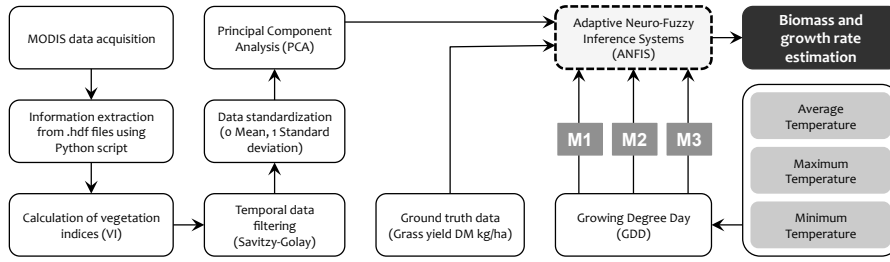 MODIS data acquisition
Information extraction
from .hdf files using
Python script
Calculation of vegetation
indices (VI)
Principal Component
Analysis (PCA)
Data standardization
(0 Mean, 1 Standard
deviation)
Temporal data
filtering
(Savitzy-Golay)
Ground truth data
(Grass yield DM kg/ha)
Adaptive Neuro-Fuzzy
Inference Systems
(ANFIS)
M1
M2
M3
Growing Degree Day
(GDD)
Biomass and
growth rate
estimation
Average
Temperature
Maximum
Temperature
Minimum
Temperature